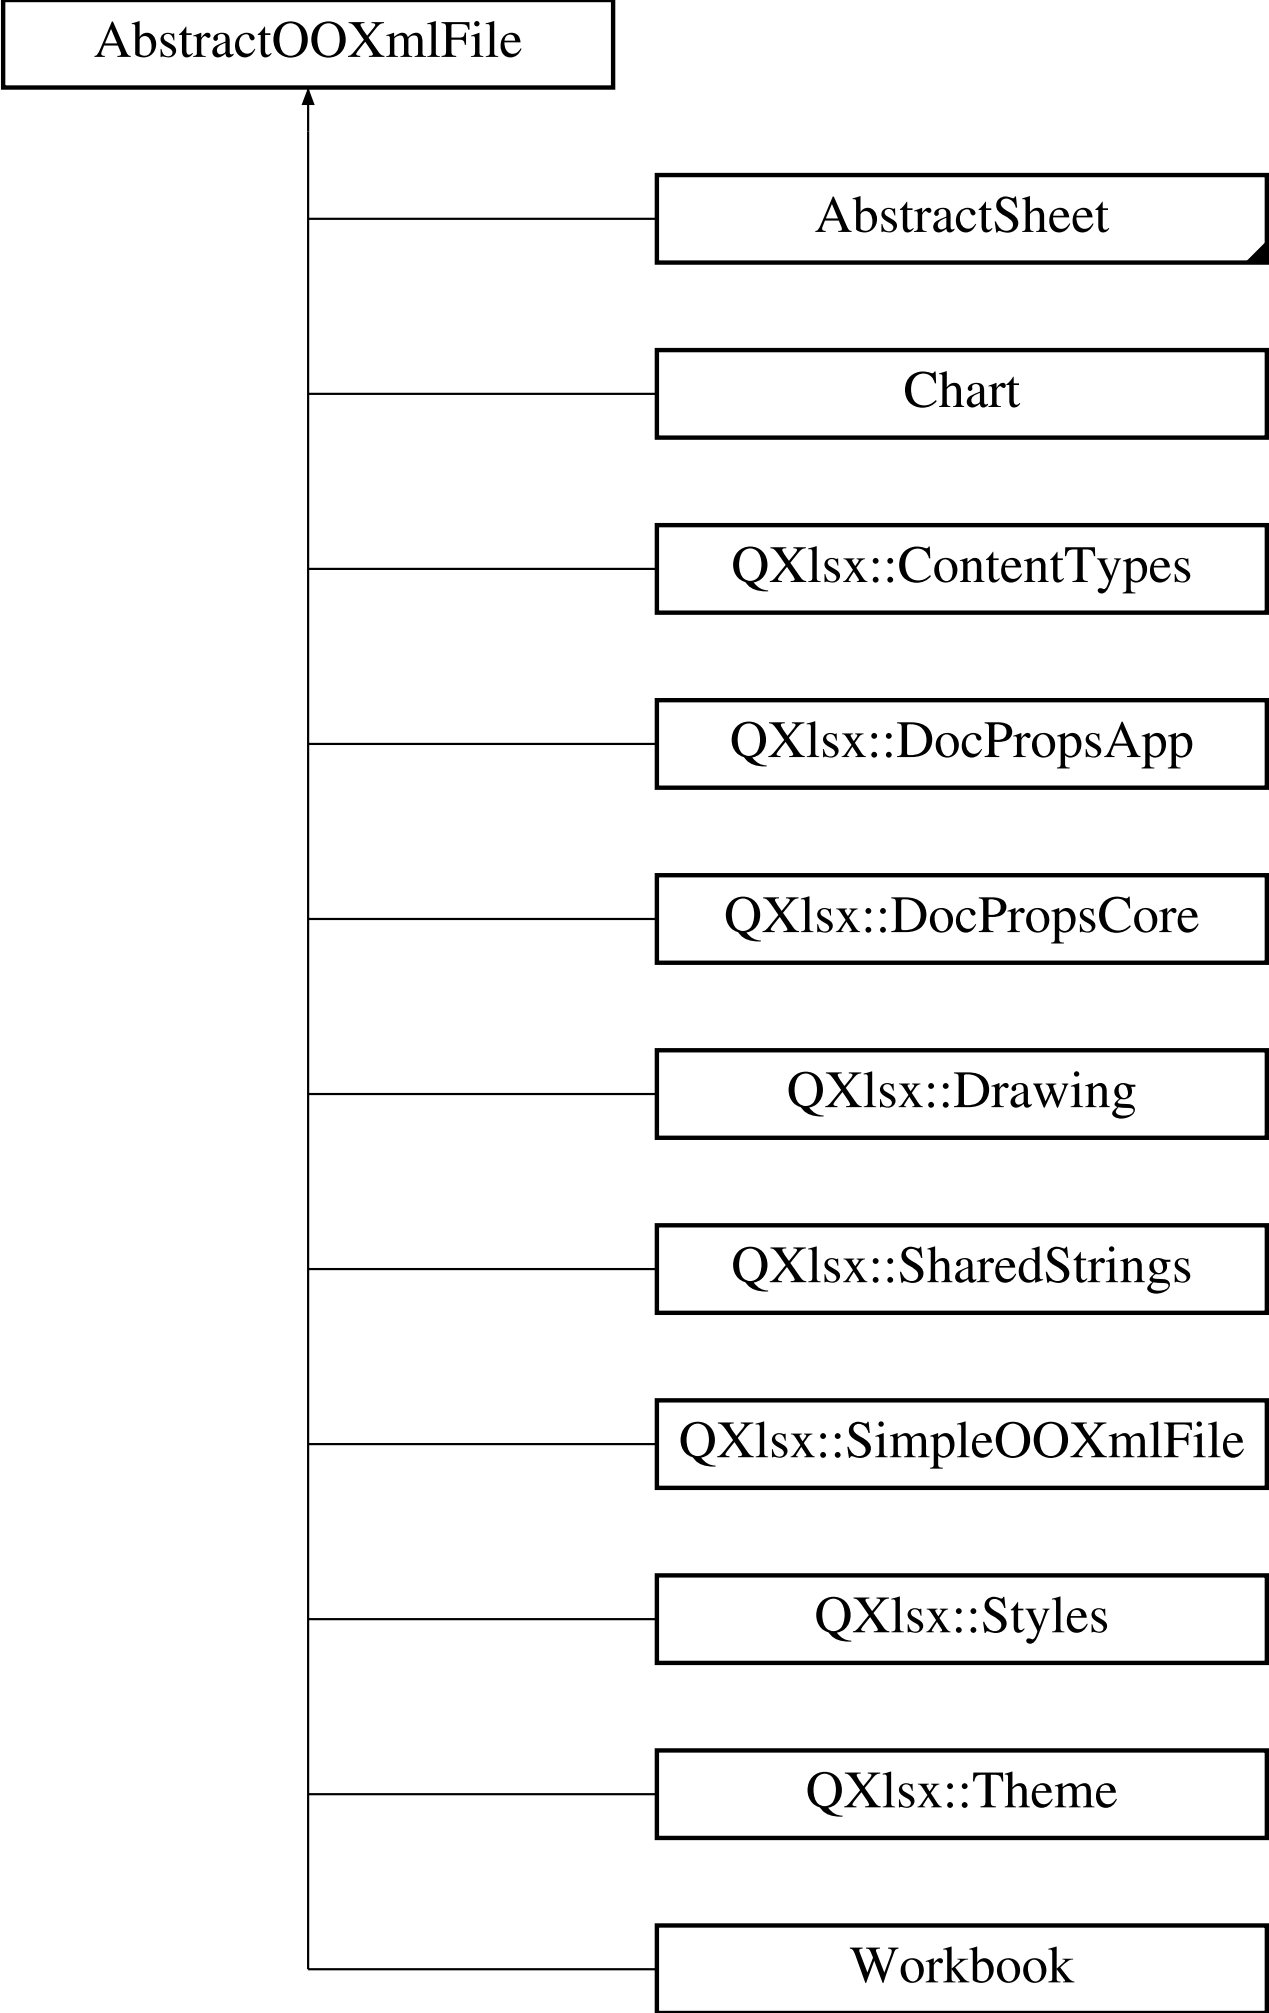 AbstractOOXmlFile
AbstractSheet
Chart
QXlsx::ContentTypes
QXlsx::DocPropsApp
QXlsx::DocPropsCore
QXlsx::Drawing
QXlsx::SharedStrings
QXlsx::SimpleOOXmlFile
QXlsx::Styles
QXlsx::Theme
Workbook